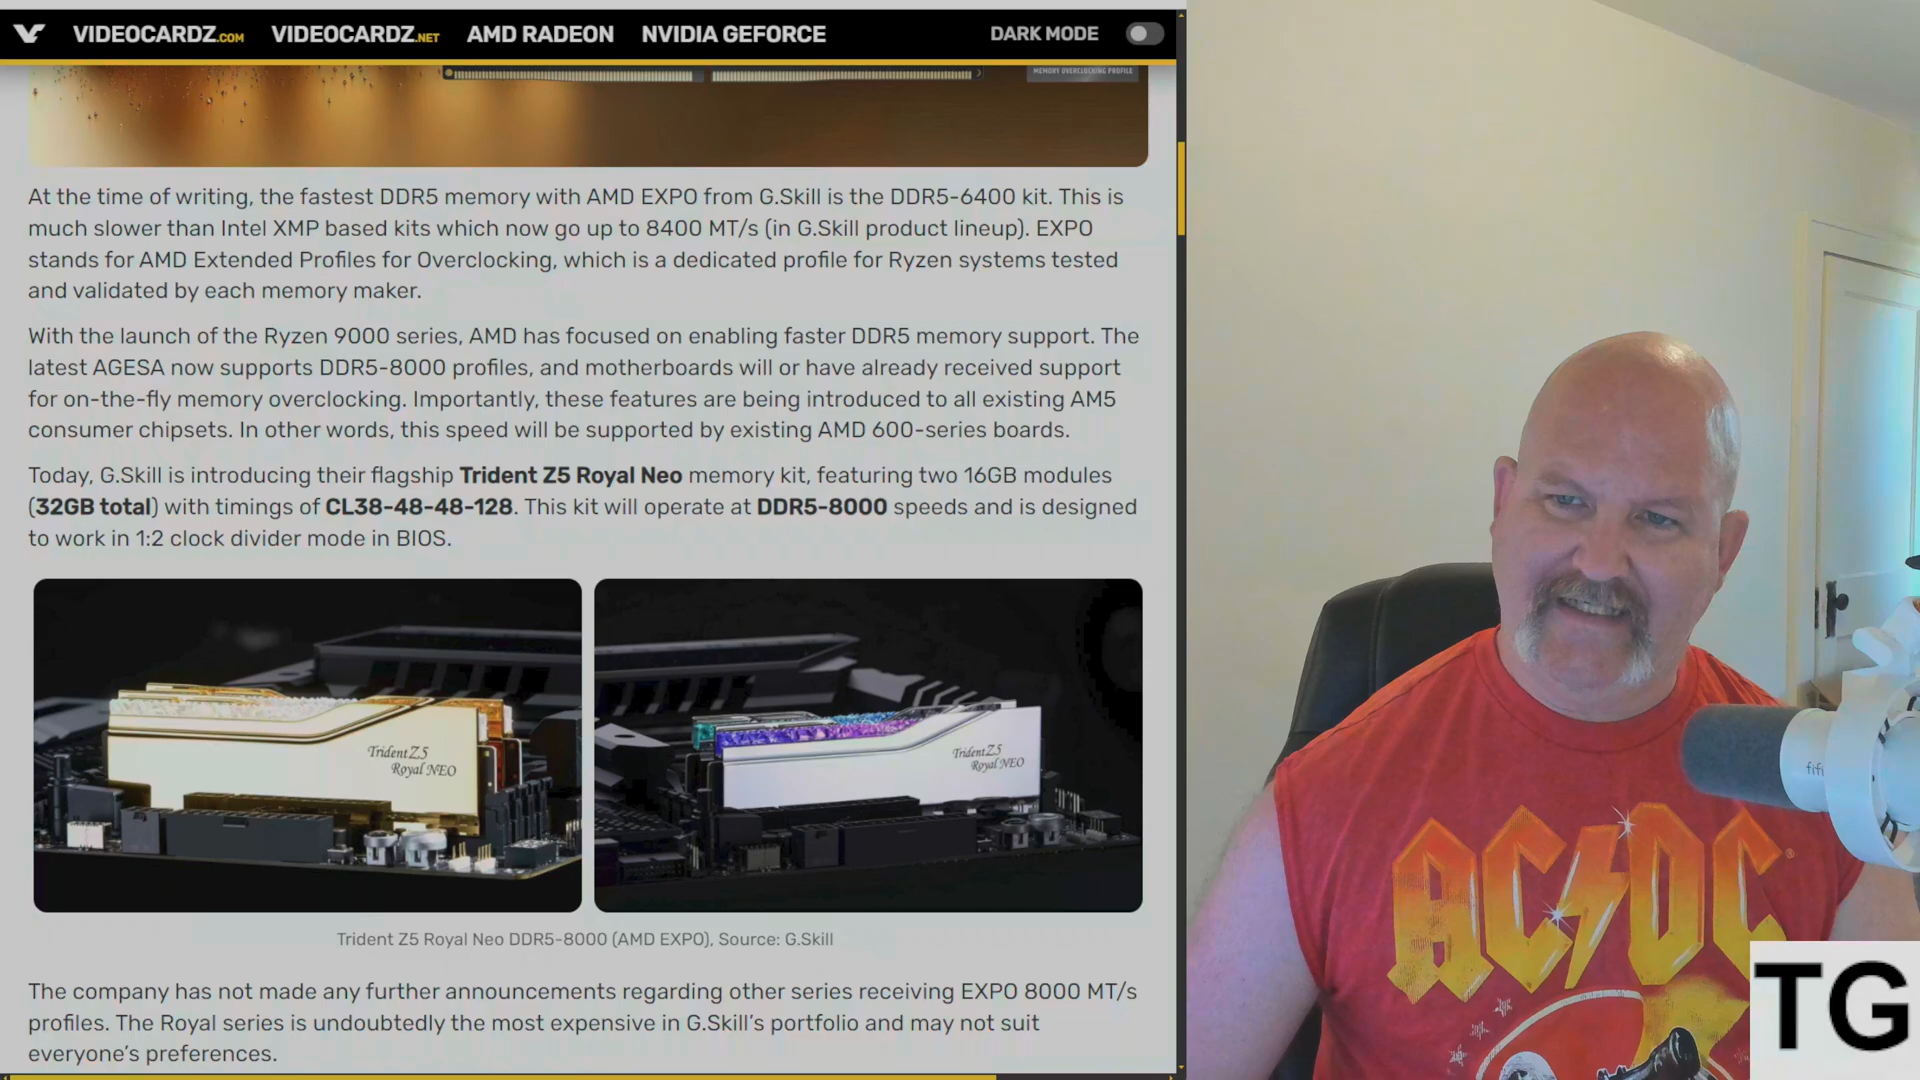 VIDEOCARDZ.COM VIDEOCARDZ.NET AMD RADEON NVIDIA GEFORCE DARK MODE
MEMORY OVERCLOCKING PROFILE
At the time of writing, the fastest DDR5 memory with AMD EXPO from G.Skill is the DDR5-6400 kit. This is
much slower than Intel XMP based kits which now go up to 8400 MT/s (in G.Skill product lineup). EXPO
stands for AMD Extended Profiles for Overclocking, which is a dedicated profile for Ryzen systems tested
and validated by each memory maker.
With the launch of the Ryzen 9000 series, AMD has focused on enabling faster DDR5 memory support. The
latest AGESA now supports DDR5-8000 profiles, and motherboards will or have already received support
for on-the-fly memory overclocking. Importantly, these features are being introduced to all existing AM5
consumer chipsets. In other words, this speed will be supported by existing AMD 600-series boards.
Today, G.Skill is introducing their flagship Trident Z5 Royal Neo memory kit, featuring two 16GB modules
(32GB total) with timings of CL38-48-48-128. This kit will operate at DDR5-8000 speeds and is designed
to work in 1:2 clock divider mode in BIOS.
Trident Z5
Royal NEO
Trident Z5
Royal NEO
Trident Z5 Royal Neo DDR5-8000 (AMD EXPO), Source: G.Skill
The company has not made any further announcements regarding other series receiving EXPO 8000 MT/s
profiles. The Royal series is undoubtedly the most expensive in G.Skill's portfolio and may not suit
everyone's preferences.
fifi
AC/DC
TG